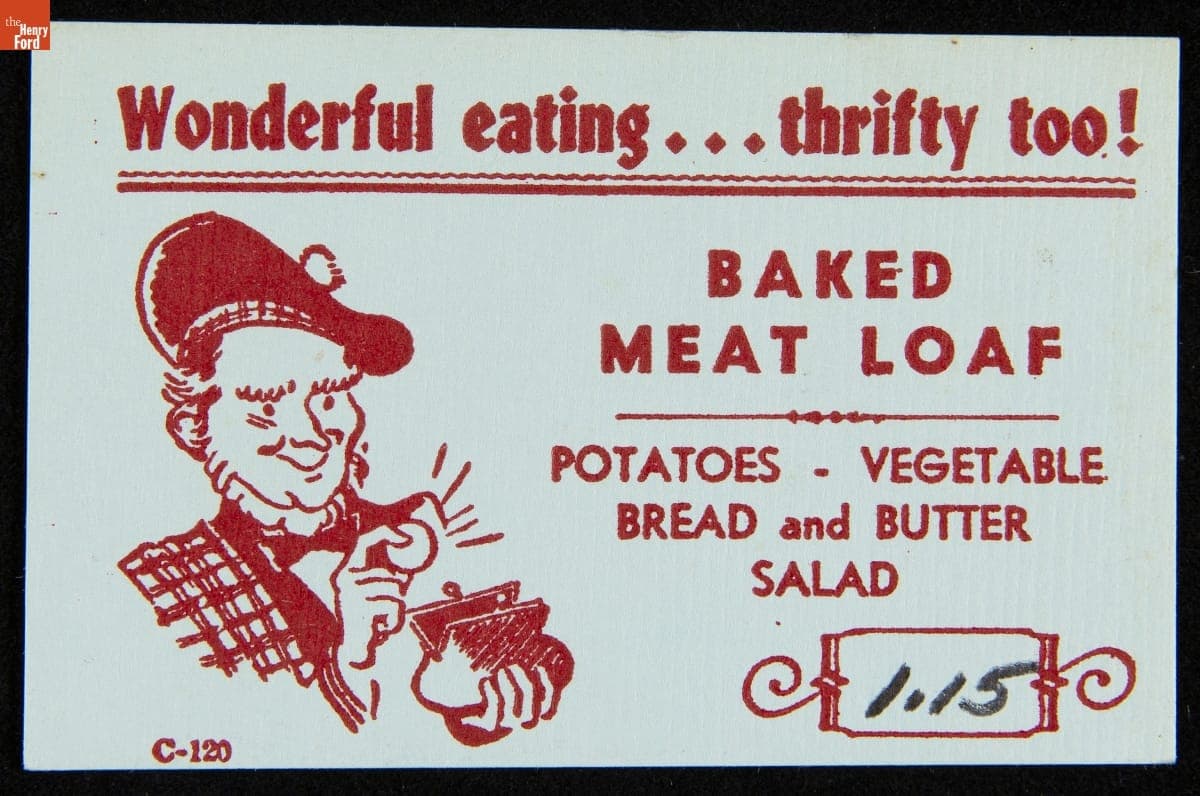 the
Henry
Ford
Wonderful eating...thrifty too!
BAKED
MEAT LOAF
POTATOES - VEGETABLE
BREAD and BUTTER
SALAD
1.15
C-120